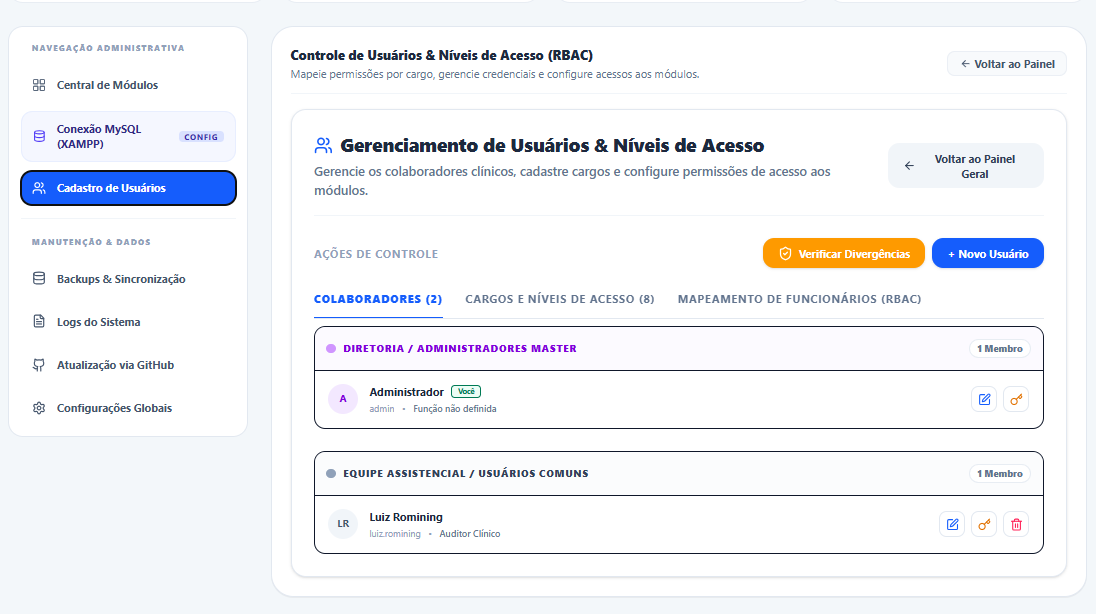 NAVEGAÇÃO ADMINISTRATIVA
Central de Módulos
Conexão MySQL
(XAMPP)
CONFIG
Cadastro de Usuários
MANUTENÇÃO & DADOS
Backups & Sincronização
Logs do Sistema
Atualização via GitHub
Configurações Globais
Controle de Usuários & Níveis de Acesso (RBAC)
Mapeie permissões por cargo, gerencie credenciais e configure acessos aos módulos.
← Voltar ao Painel
Gerenciamento de Usuários & Níveis de Acesso
Gerencie os colaboradores clínicos, cadastre cargos e configure permissões de acesso aos
módulos.
← Voltar ao Painel
Geral
AÇÕES DE CONTROLE
Verificar Divergências
+ Novo Usuário
COLABORADORES (2)
CARGOS E NÍVEIS DE ACESSO (8)
MAPEAMENTO DE FUNCIONÁRIOS (RBAC)
DIRETORIA / ADMINISTRADORES MASTER
1 Membro
A
Administrador
Você
admin • Função não definida
EQUIPE ASSISTENCIAL / USUÁRIOS COMUNS
1 Membro
LR
Luiz Romining
luiz.romining • Auditor Clínico